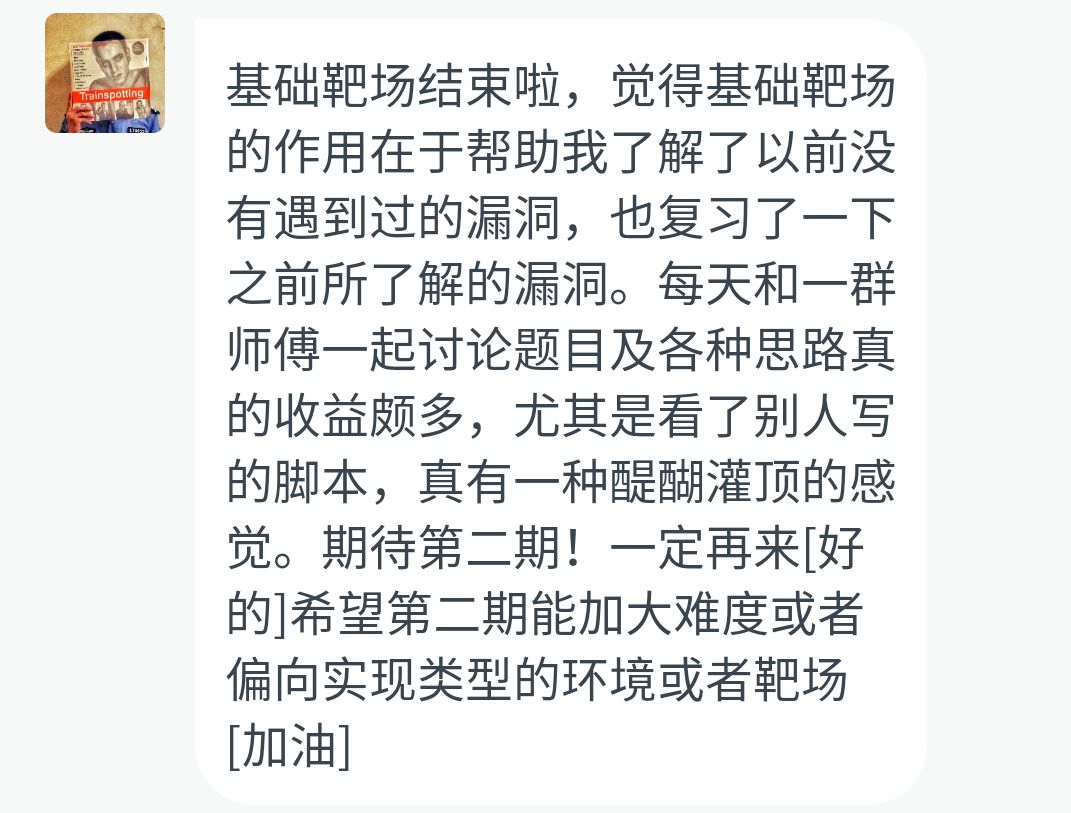 Trainspotting
基础靶场结束啦，觉得基础靶场
的作用在于帮助我了解了以前没
有遇到过的漏洞，也复习了一下
之前所了解的漏洞。每天和一群
师傅一起讨论题目及各种思路真
的收益颇多，尤其是看了别人写
的脚本，真有一种醍醐灌顶的感
觉。期待第二期！一定再来[好
的]希望第二期能加大难度或者
偏向实现类型的环境或者靶场
[加油]